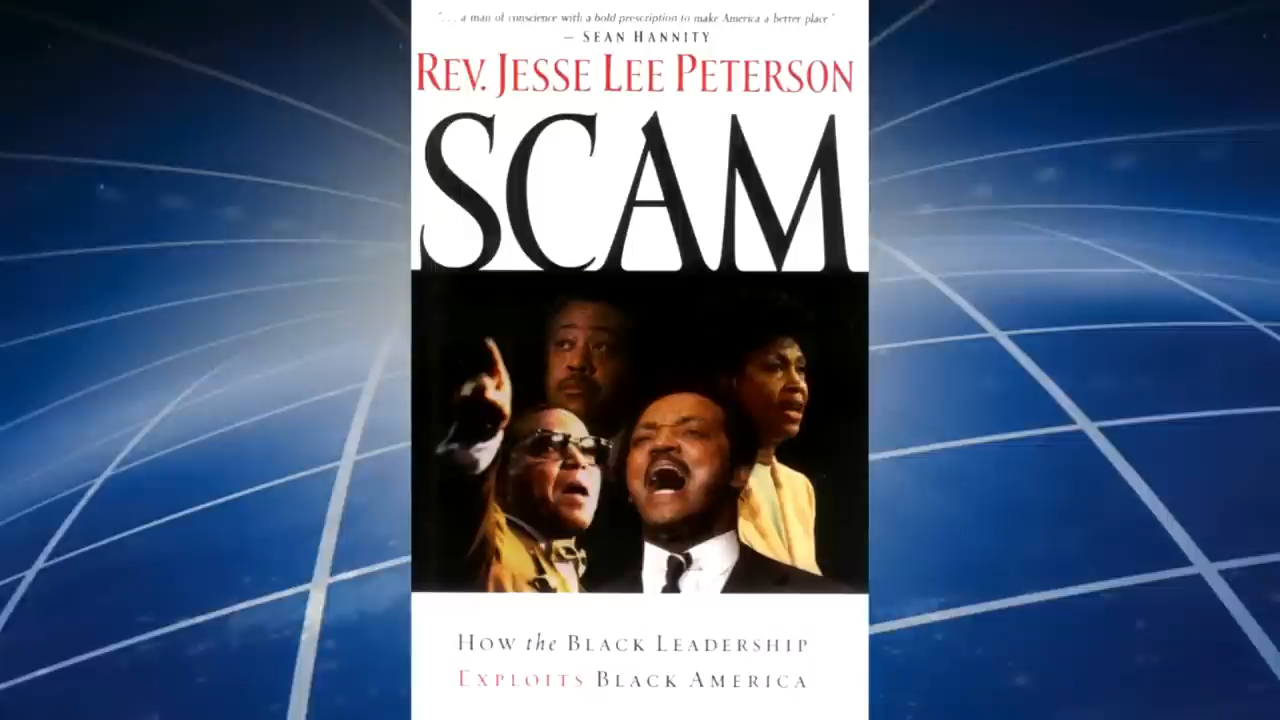 "... a man of conscience with a bold prescription to make America a better place"
– SEAN HANNITY
REV. JESSE LEE PETERSON
SCAM
HOW the BLACK LEADERSHIP
EXPLOITS BLACK AMERICA